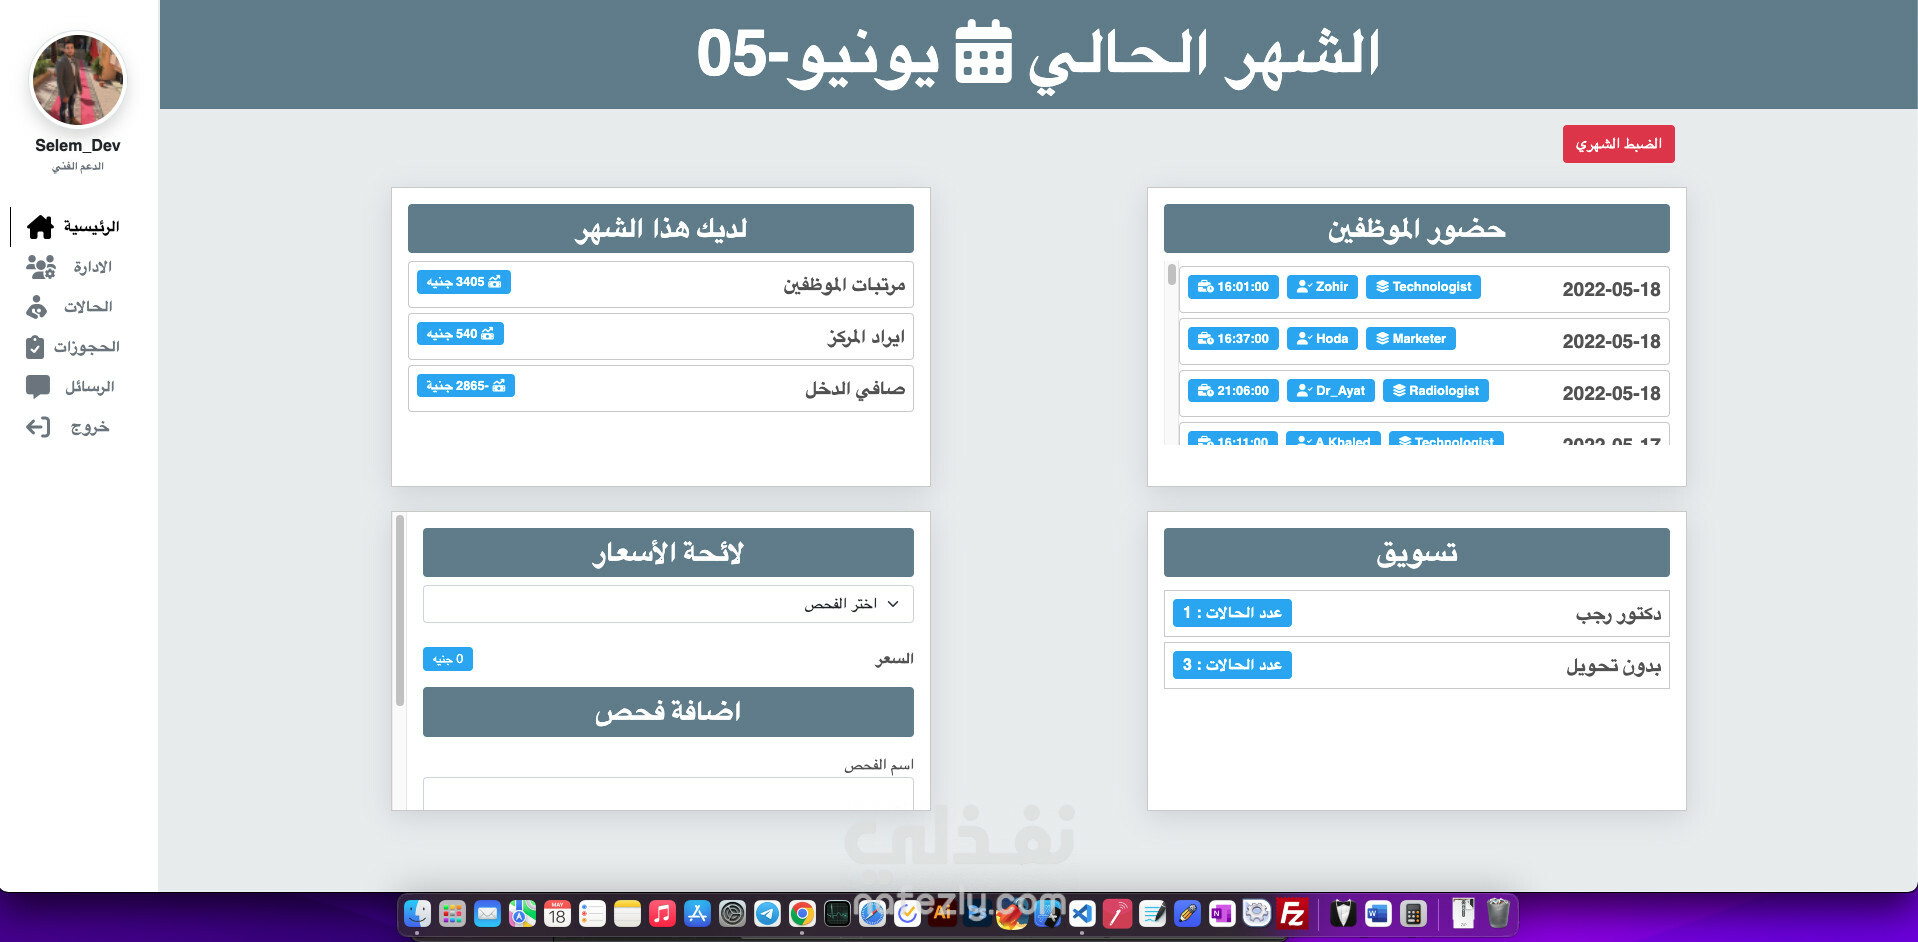 الشهر الحالي يونيو-05
Selem_Dev
الدعم الفني
الرئيسية
الادارة
الحالات
الحجوزات
الرسائل
خروج
الضبط الشهري
حضور الموظفين
2022-05-18 Technologist Zohir 16:01:00
2022-05-18 Marketer Hoda 16:37:00
2022-05-18 Radiologist Dr_Ayat 21:06:00
2022-05-17 Technologist A.Khaled 16:11:00
لديك هذا الشهر
مرتبات الموظفين 3405 جنيه
ايراد المركز 540 جنيه
صافي الدخل -2865 جنية
تسويق
دكتور رجب عدد الحالات : 1
بدون تحويل عدد الحالات : 3
لائحة الأسعار
اختر الفحص
السعر 0 جنيه
اضافة فحص
اسم الفحص
نفذلي
nafezly.com
MAY
18